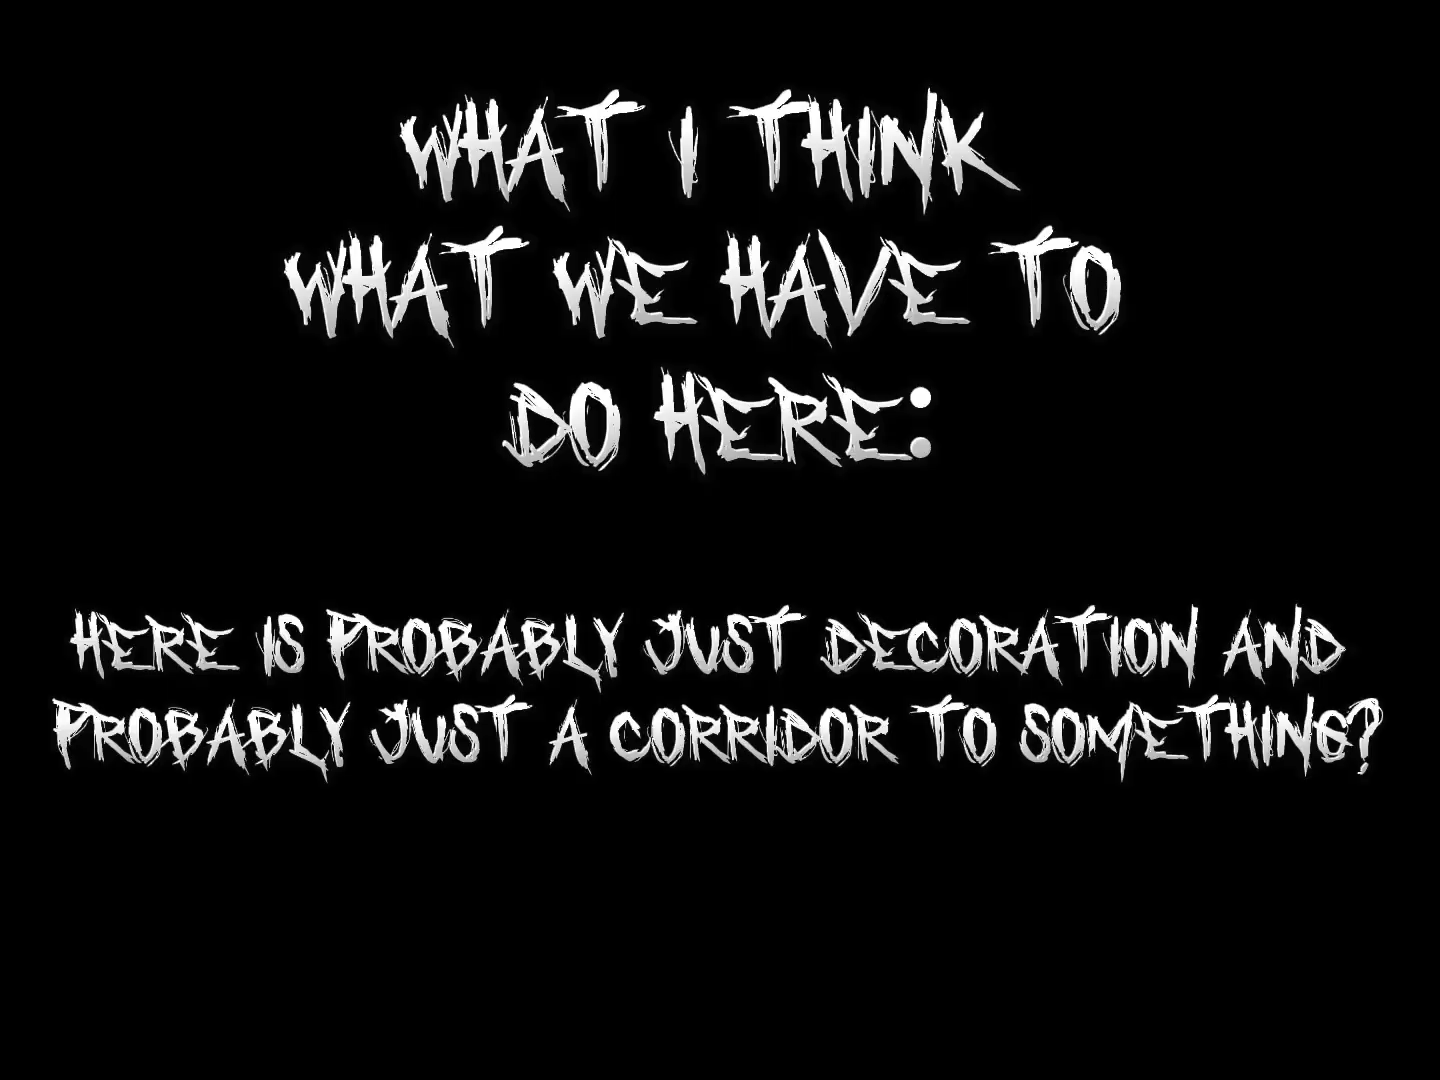 WHAT I THINK
WHAT WE HAVE TO
DO HERE:
HERE IS PROBABLY JUST DECORATION AND
PROBABLY JUST A CORRIDOR TO SOMETHING?